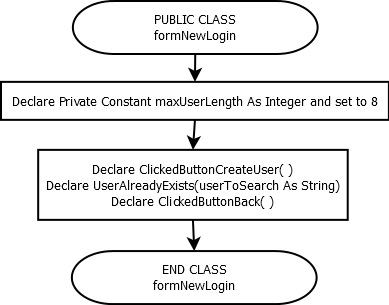 PUBLIC CLASS
formNewLogin
Declare Private Constant maxUserLength As Integer and set to 8
Declare ClickedButtonCreateUser( )
Declare UserAlreadyExists(userToSearch As String)
Declare ClickedButtonBack( )
END CLASS
formNewLogin